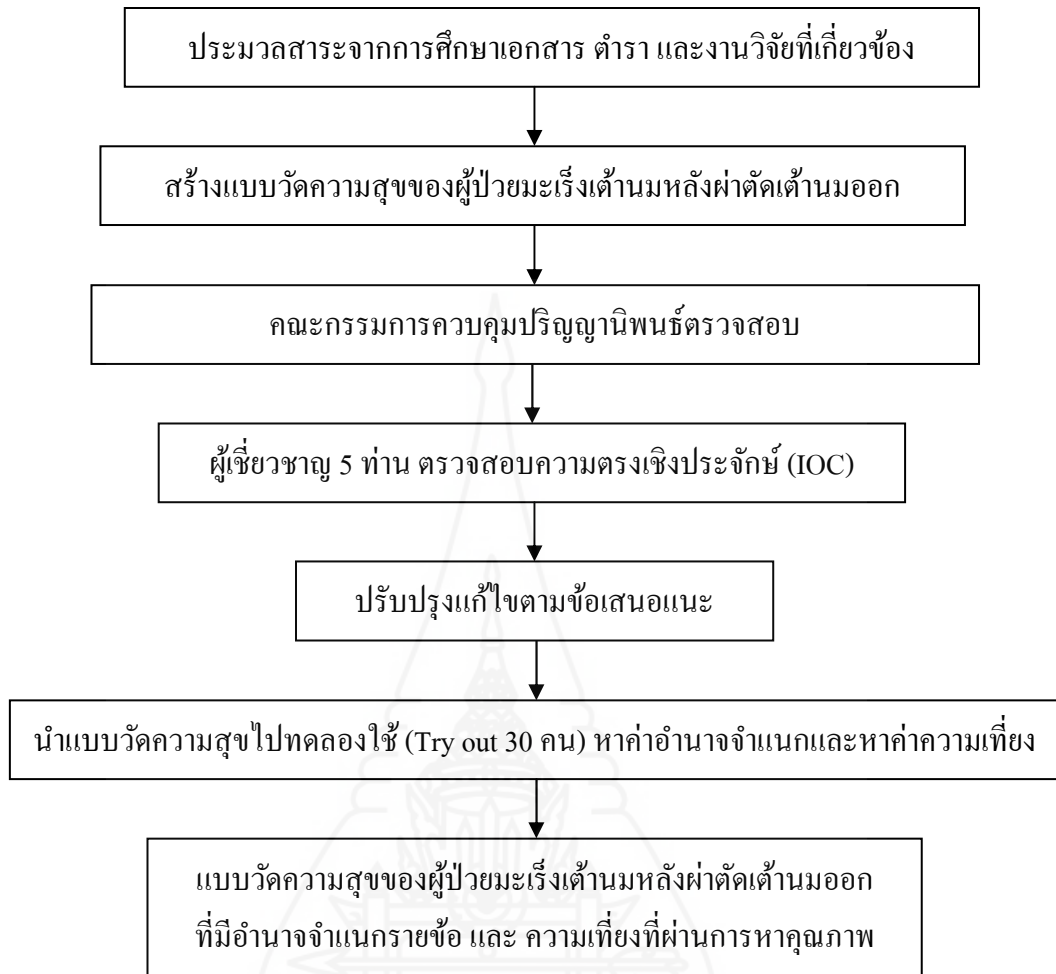 ประมวลสาระจากการศึกษาเอกสาร ตำรา และงานวิจัยที่เกี่ยวข้อง
สร้างแบบวัดความสุขของผู้ป่วยมะเร็งเต้านมหลังผ่าตัดเต้านมออก
คณะกรรมการควบคุมปริญญานิพนธ์ตรวจสอบ
ผู้เชี่ยวชาญ 5 ท่าน ตรวจสอบความตรงเชิงประจักษ์ (IOC)
ปรับปรุงแก้ไขตามข้อเสนอแนะ
นำแบบวัดความสุขไปทดลองใช้ (Try out 30 คน) หาค่าอำนาจจำแนกและหาค่าความเที่ยง
แบบวัดความสุขของผู้ป่วยมะเร็งเต้านมหลังผ่าตัดเต้านมออก
ที่มีอำนาจจำแนกรายข้อ และ ความเที่ยงที่ผ่านการหาคุณภาพ